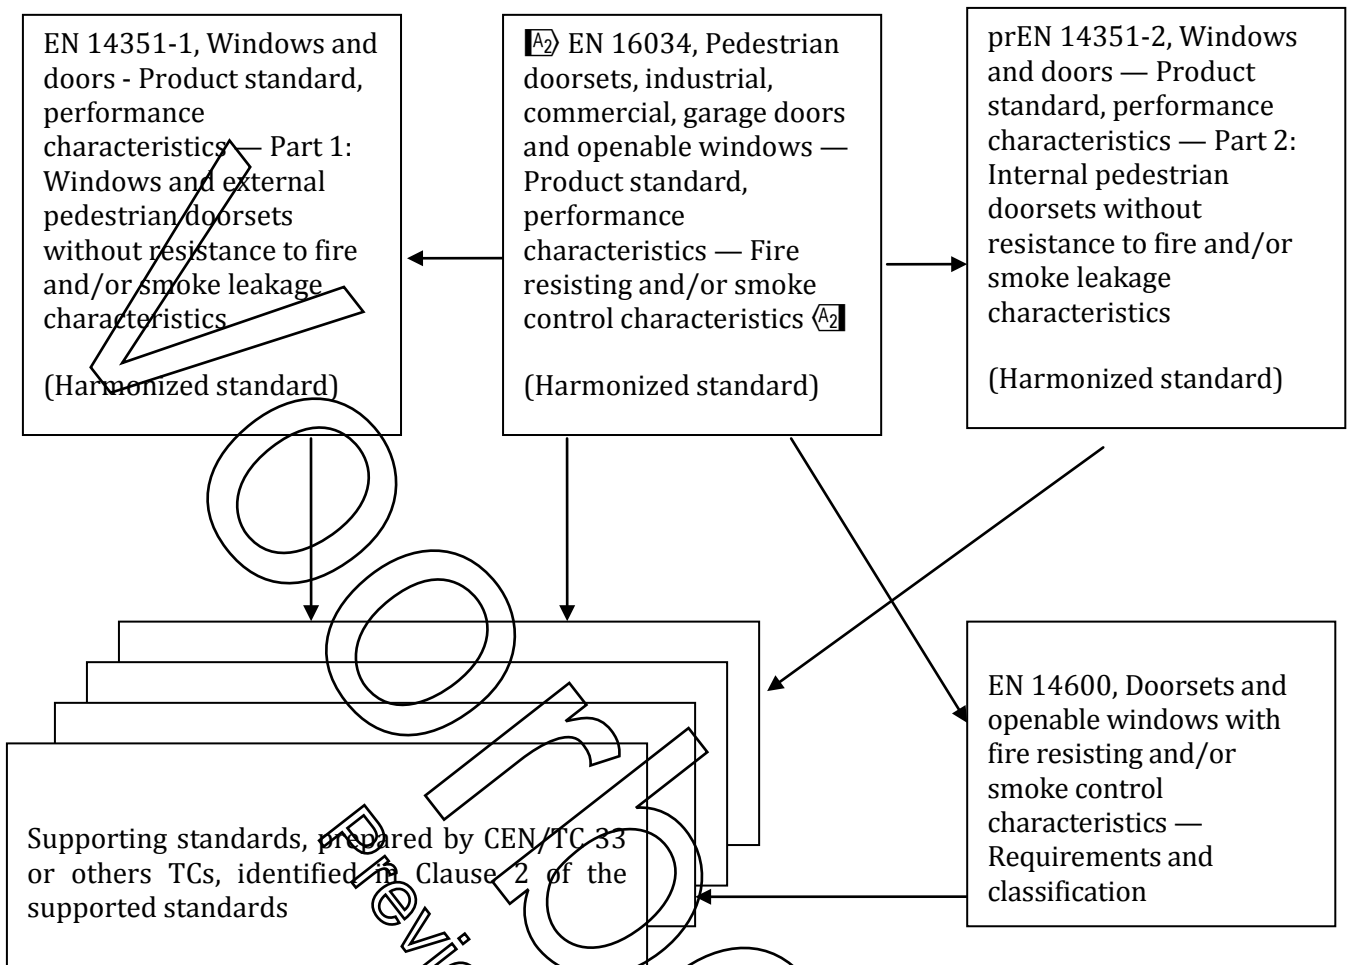 EN 14351-1, Windows and
doors - Product standard,
performance
characteristics — Part 1:
Windows and external
pedestrian doorsets
without resistance to fire
and/or smoke leakage
characteristics
(Harmonized standard)
A2 EN 16034, Pedestrian
doorsets, industrial,
commercial, garage doors
and openable windows —
Product standard,
performance
characteristics — Fire
resisting and/or smoke
control characteristics A2
(Harmonized standard)
prEN 14351-2, Windows
and doors — Product
standard, performance
characteristics — Part 2:
Internal pedestrian
doorsets without
resistance to fire and/or
smoke leakage
characteristics
(Harmonized standard)
EN 14600, Doorsets and
openable windows with
fire resisting and/or
smoke control
characteristics —
Requirements and
classification
Supporting standards, prepared by CEN/TC 33
or others TCs, identified in Clause 2 of the
supported standards